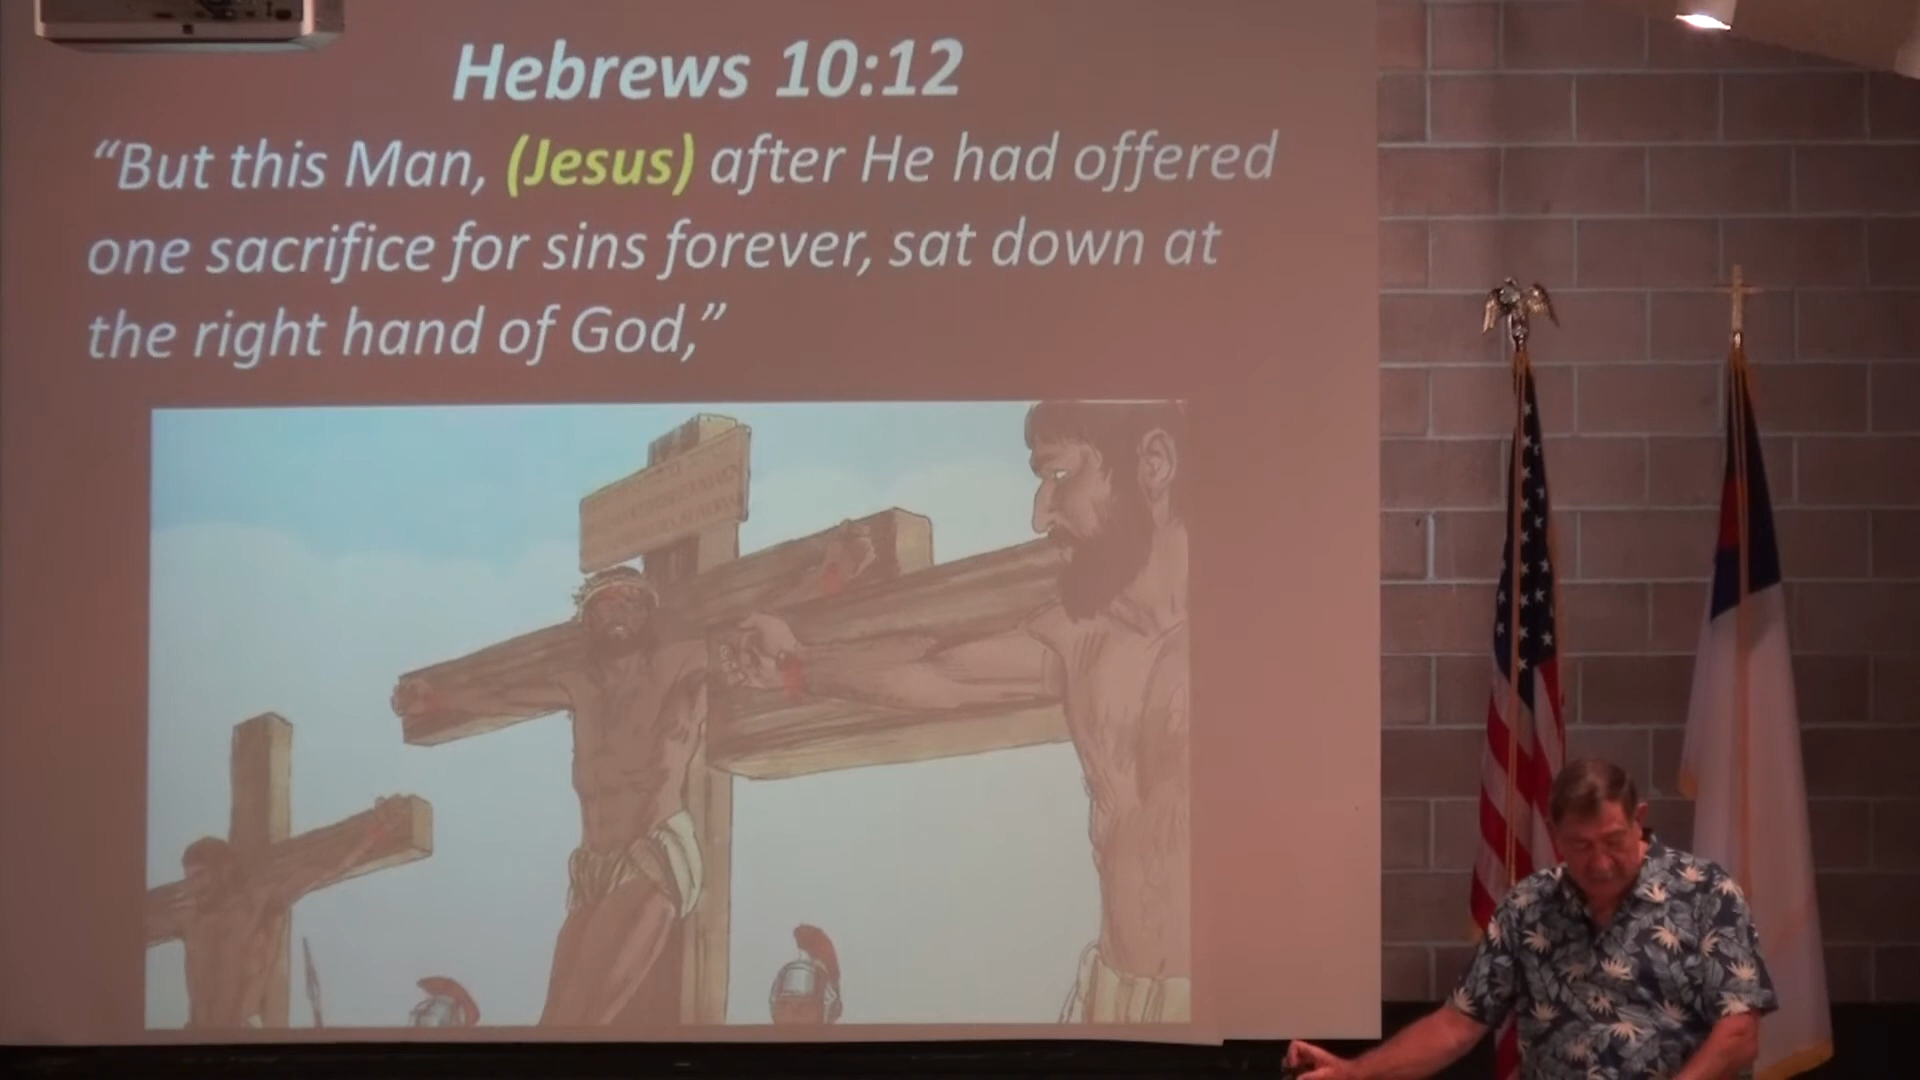 Hebrews 10:12
“But this Man, (Jesus) after He had offered
one sacrifice for sins forever, sat down at
the right hand of God,”